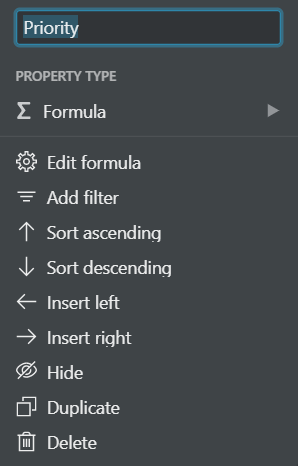 Priority
PROPERTY TYPE
Σ Formula
Edit formula
Add filter
Sort ascending
Sort descending
Insert left
Insert right
Hide
Duplicate
Delete